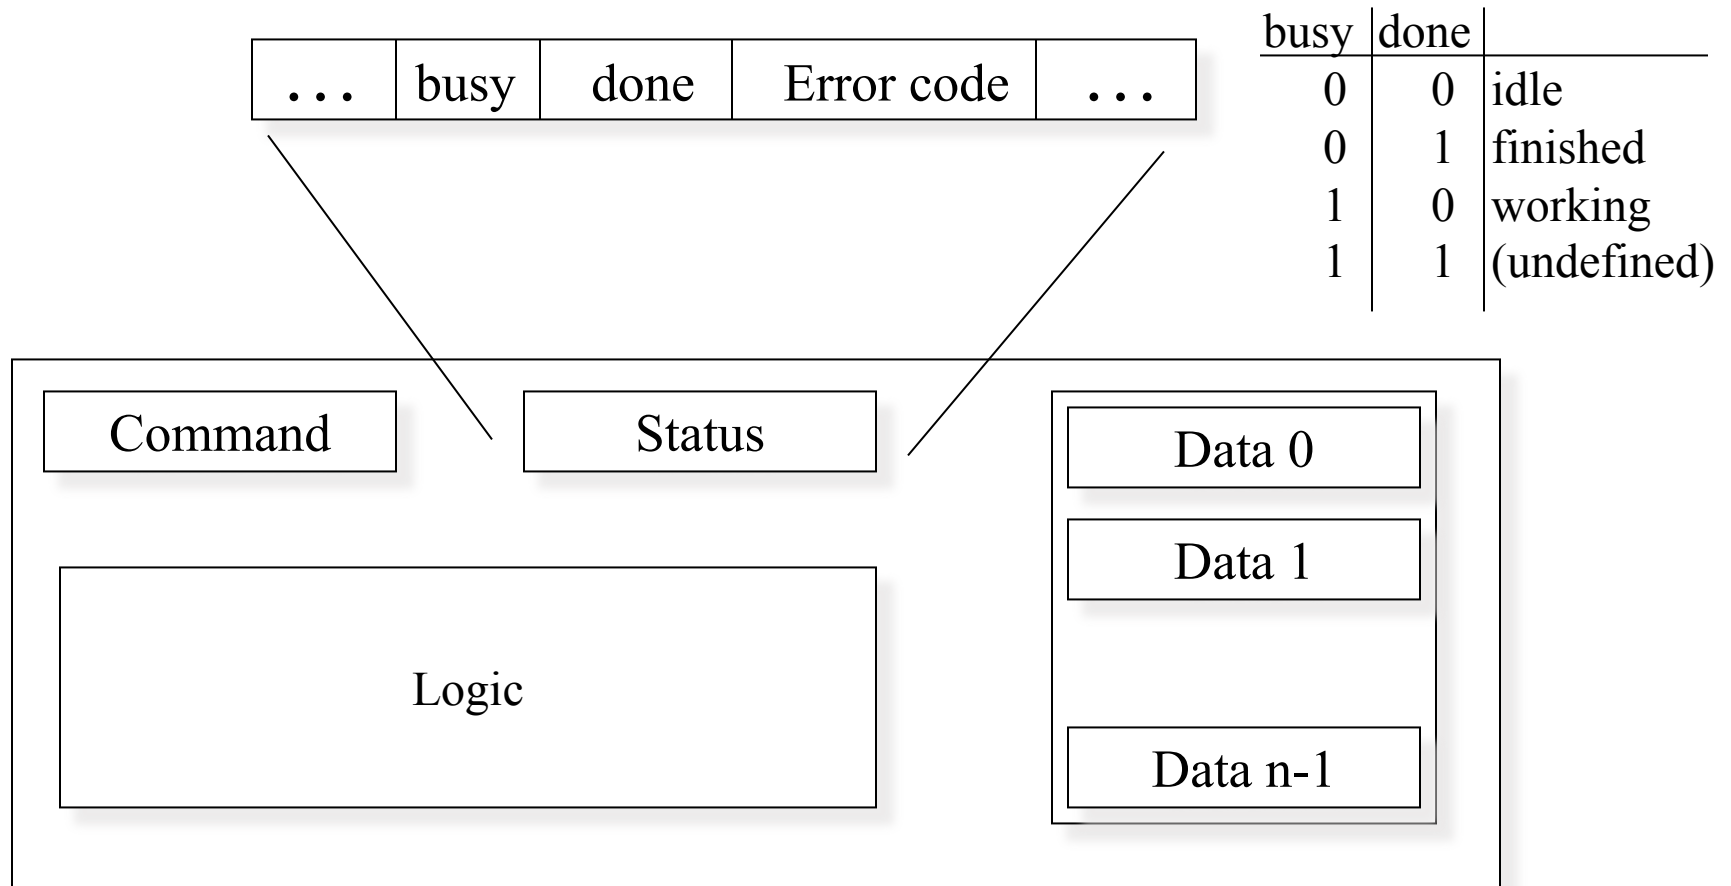 busy done
... busy done Error code ...
0 0 idle
0 1 finished
1 0 working
1 1 (undefined)
Command Status Data 0
Data 1
Logic
Data n-1